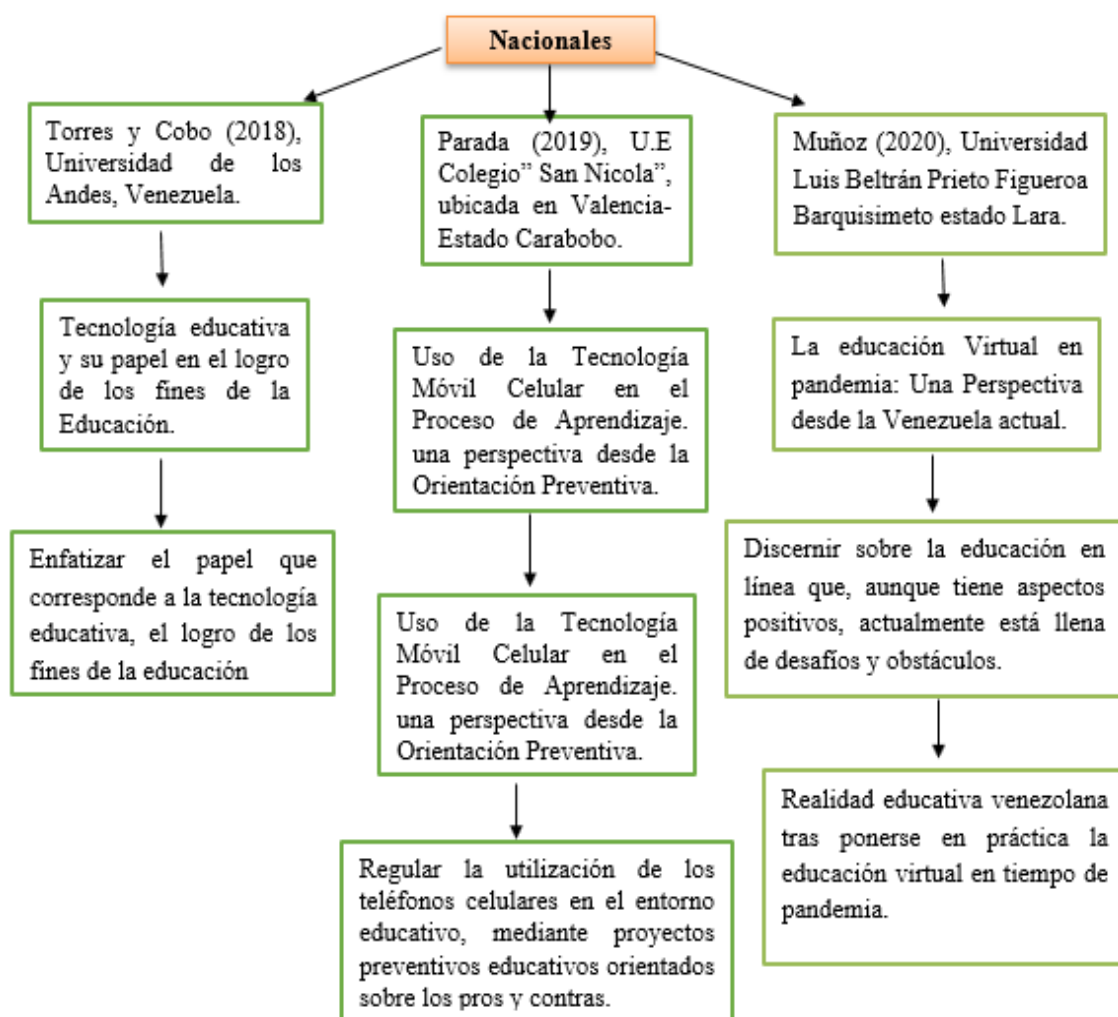 Nacionales
Torres y Cobo (2018),
Universidad de los
Andes, Venezuela.
Tecnología educativa
y su papel en el logro
de los fines de la
Educación.
Enfatizar el papel que
corresponde a la tecnología
educativa, el logro de los
fines de la educación
Parada (2019), U.E
Colegio” San Nicola”,
ubicada en Valencia-
Estado Carabobo.
Uso de la Tecnología
Móvil Celular en el
Proceso de Aprendizaje.
una perspectiva desde la
Orientación Preventiva.
Uso de la Tecnología
Móvil Celular en el
Proceso de Aprendizaje.
una perspectiva desde la
Orientación Preventiva.
Regular la utilización de los
teléfonos celulares en el entorno
educativo, mediante proyectos
preventivos educativos orientados
sobre los pros y contras.
Muñoz (2020), Universidad
Luis Beltrán Prieto Figueroa
Barquisimeto estado Lara.
La educación Virtual en
pandemia: Una Perspectiva
desde la Venezuela actual.
Discernir sobre la educación en
línea que, aunque tiene aspectos
positivos, actualmente está llena
de desafíos y obstáculos.
Realidad educativa venezolana
tras ponerse en práctica la
educación virtual en tiempo de
pandemia.